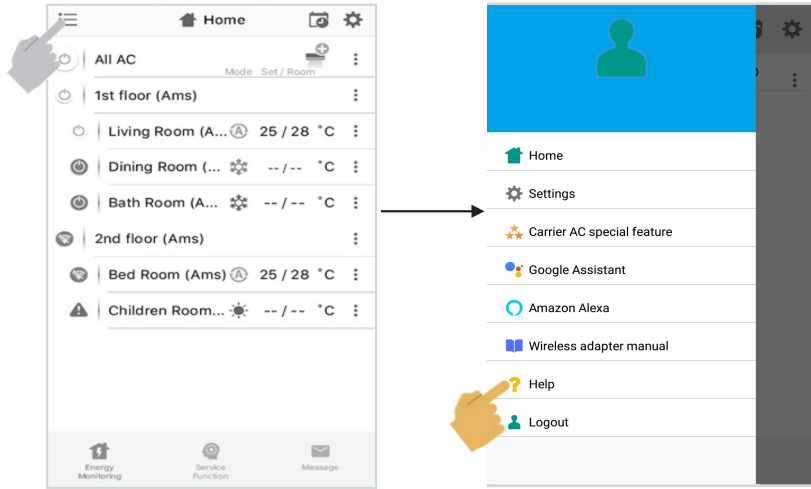 Home
All AC
Mode Set / Room
1st floor (Ams)
Living Room (A... 25 / 28 °C
Dining Room (... -- / -- °C
Bath Room (A... -- / -- °C
2nd floor (Ams)
Bed Room (Ams) 25 / 28 °C
Children Room... -- / -- °C
Energy
Monitoring
Service
Function
Message
Home
Settings
Carrier AC special feature
Google Assistant
Amazon Alexa
Wireless adapter manual
Help
Logout